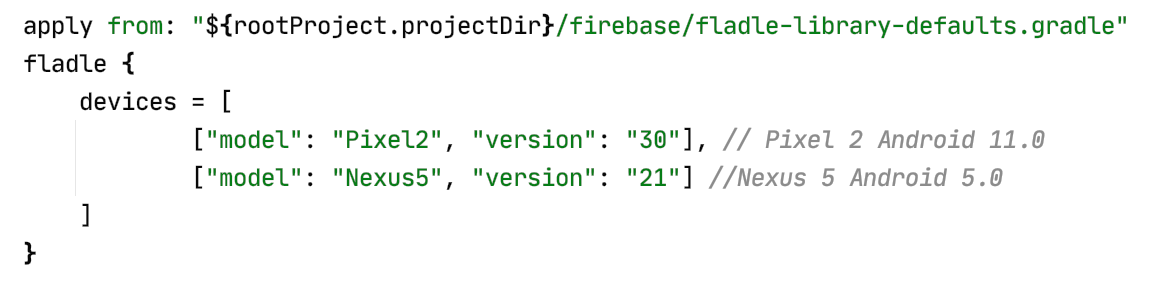 apply from: "${rootProject.projectDir}/firebase/fladle-library-defaults.gradle"
fladle {
    devices = [
            ["model": "Pixel2", "version": "30"], // Pixel 2 Android 11.0
            ["model": "Nexus5", "version": "21"] //Nexus 5 Android 5.0
    ]
}